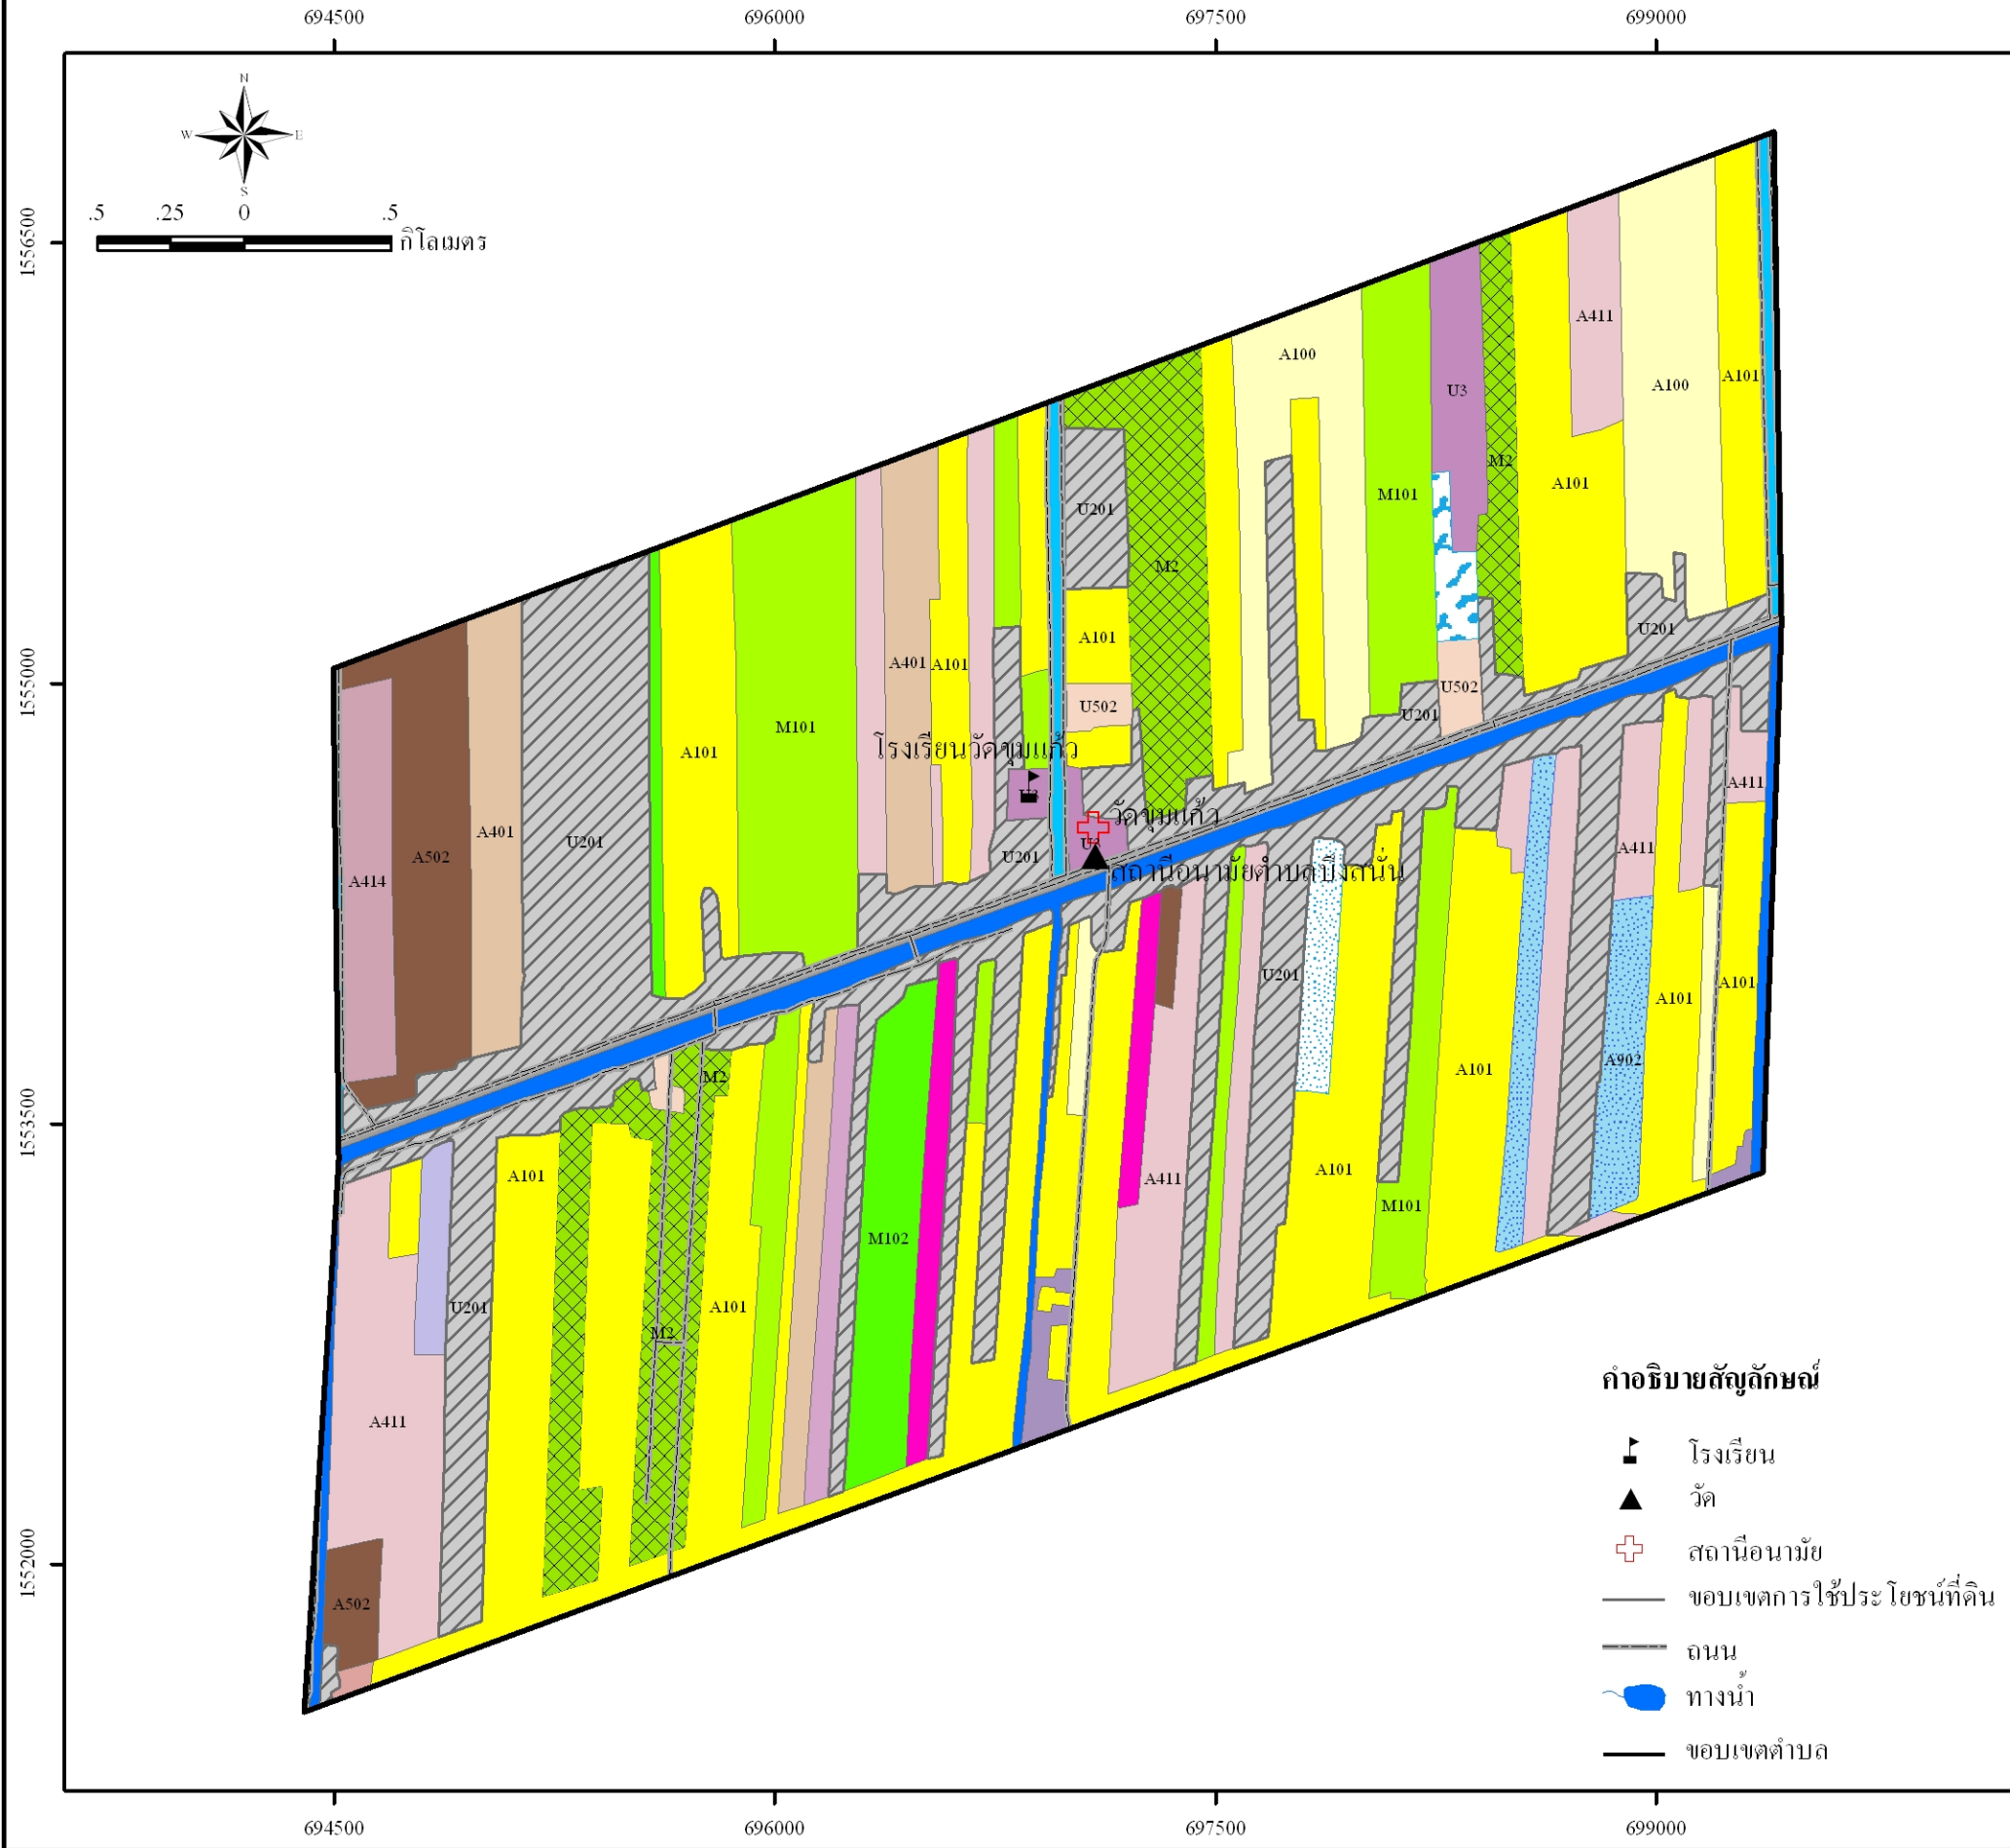 694500 696000 697500 699000
N
W E
S
.5 .25 0 .5
กิโลเมตร
1556500
1555000
1553500
1552000
A411
A100
U3
A100
A101
M2
A101
M101
U201
M2
A101
U201
A401 A101
U502
U502
U201
M101
A101
โรงเรียนวัดขุมแก้ว
A411
U3
วัดขุมแก้ว
A401
U201
A502
A414
U201
U3
สถานีอนามัยตำบลบึงสนั่น
A411
U201
A101
A101
A902
A101
M2
A101
A101
A411
M101
M102
U201
A101
M2
A411
A502
คำอธิบายสัญลักษณ์
โรงเรียน
วัด
สถานีอนามัย
ขอบเขตการใช้ประโยชน์ที่ดิน
ถนน
ทางน้ำ
ขอบเขตตำบล
694500 696000 697500 699000